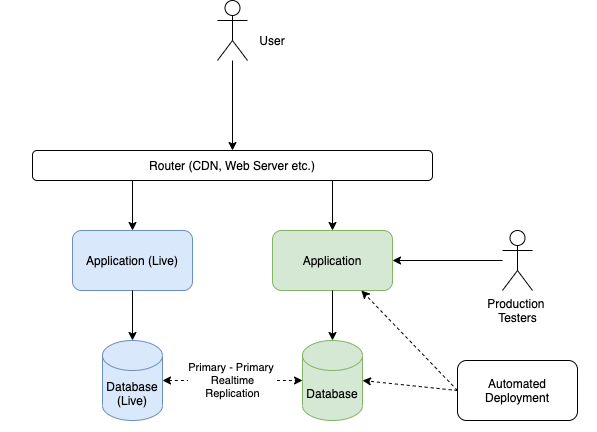 User
Router (CDN, Web Server etc.)
Application (Live)
Application
Production
Testers
Primary - Primary
Realtime
Replication
Database
(Live)
Database
Automated
Deployment